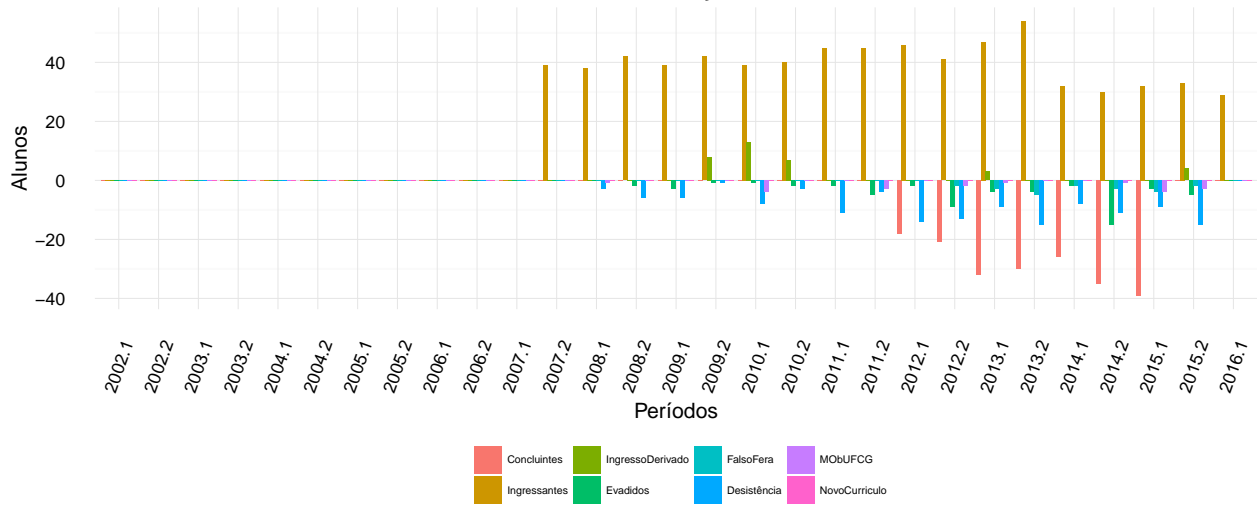 40
20
0
−20
−40
Alunos
2002.1 2002.2 2003.1 2003.2 2004.1 2004.2 2005.1 2005.2 2006.1 2006.2 2007.1 2007.2 2008.1 2008.2 2009.1 2009.2 2010.1 2010.2 2011.1 2011.2 2012.1 2012.2 2013.1 2013.2 2014.1 2014.2 2015.1 2015.2 2016.1
Períodos
Concluintes IngressoDerivado FalsoFera MObUFCG
Ingressantes Evadidos Desistência NovoCurriculo